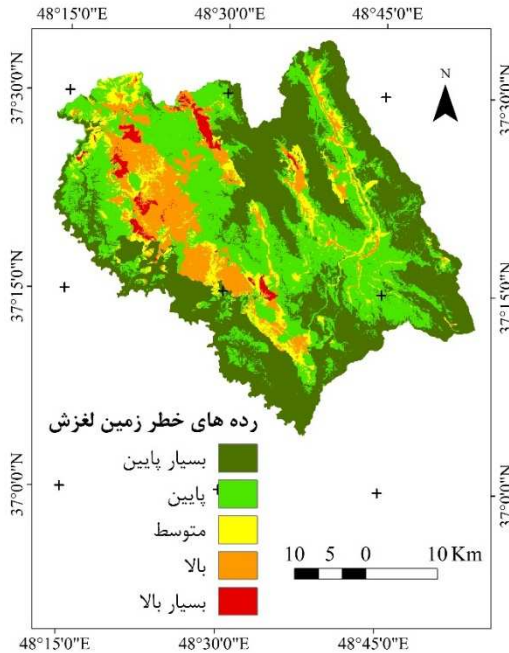 48°15'0"E 48°30'0"E 48°45'0"E
37°30'0"N
37°30'0"N
N
37°15'0"N
37°15'0"N
رده های خطر زمین لغزش
بسیار پایین
پایین
متوسط
بالا
بسیار بالا
37°0'0"N
37°0'0"N
10 5 0 10 Km
48°15'0"E 48°30'0"E 48°45'0"E